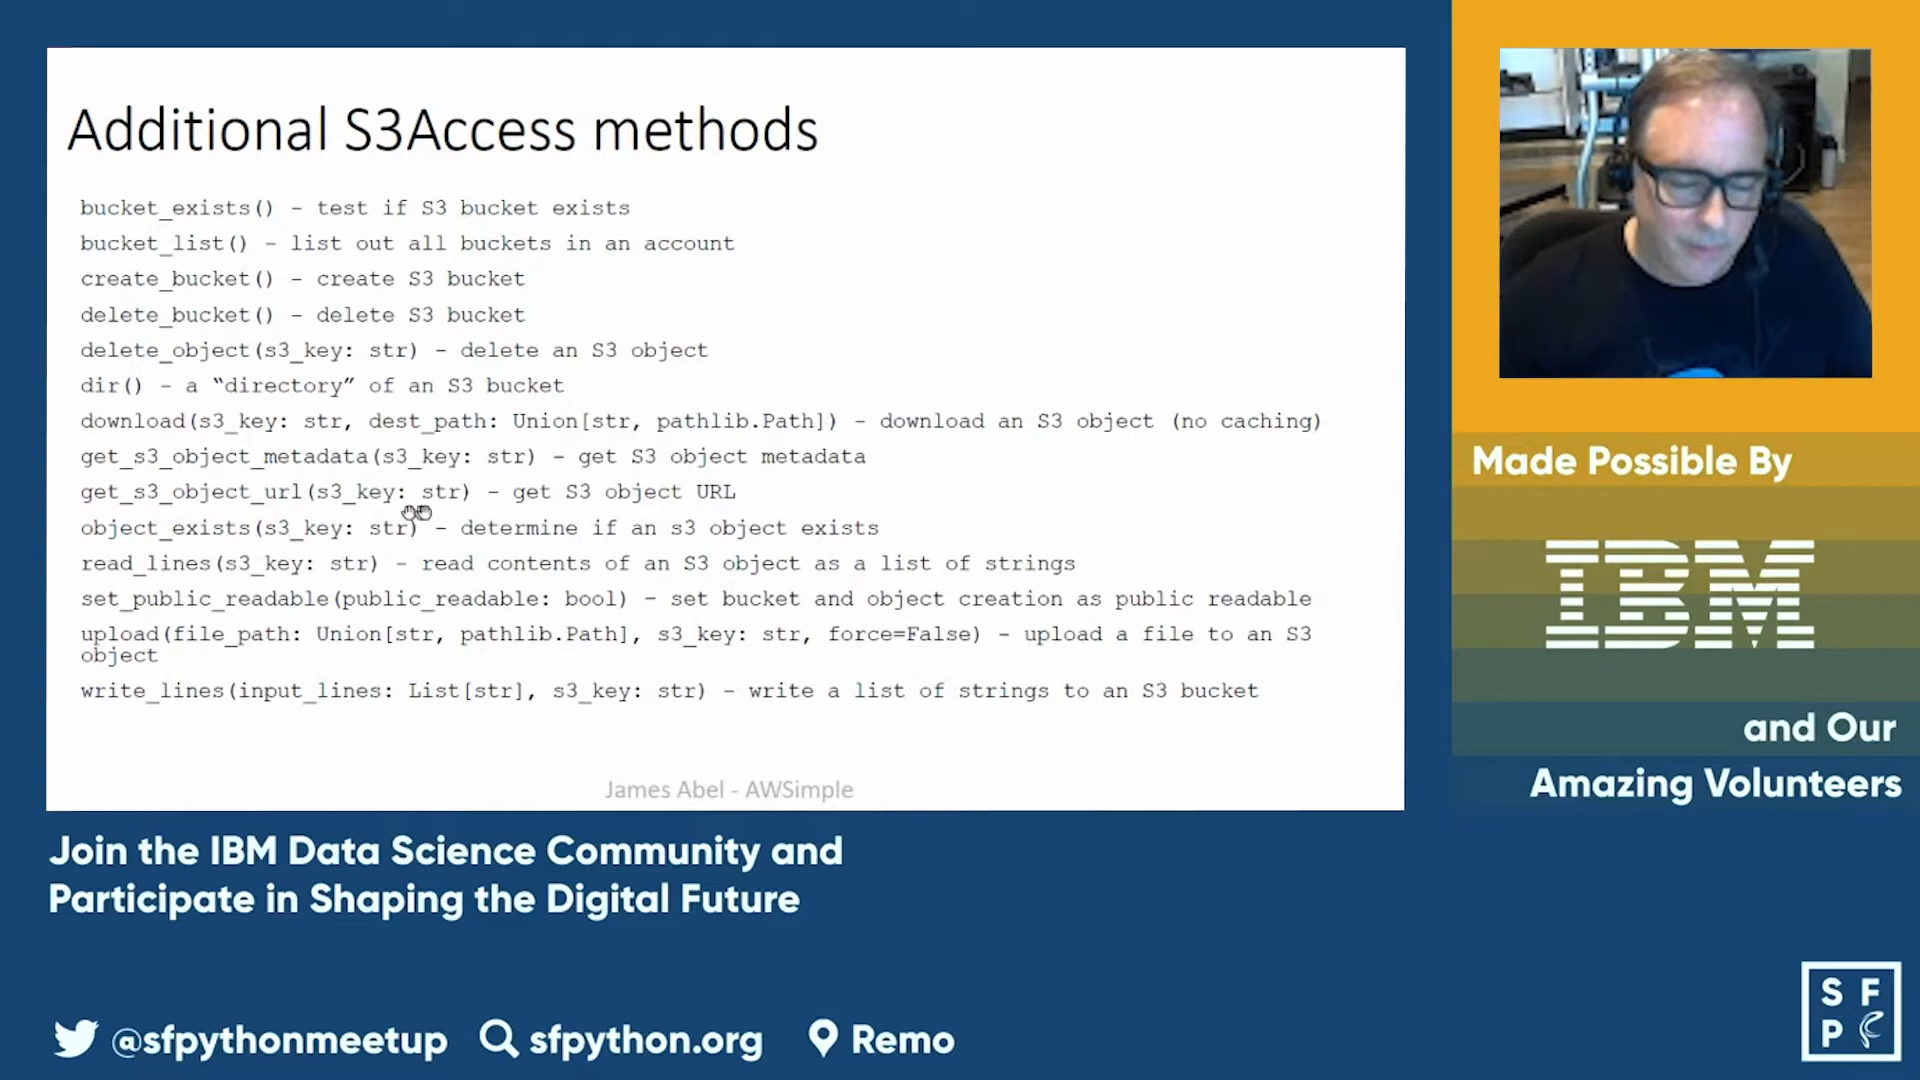 Additional S3Access methods
bucket_exists() – test if S3 bucket exists
bucket_list() – list out all buckets in an account
create_bucket() – create S3 bucket
delete_bucket() – delete S3 bucket
delete_object(s3_key: str) – delete an S3 object
dir() – a “directory” of an S3 bucket
download(s3_key: str, dest_path: Union[str, pathlib.Path]) – download an S3 object (no caching)
get_s3_object_metadata(s3_key: str) – get S3 object metadata
get_s3_object_url(s3_key: str) – get S3 object URL
object_exists(s3_key: str) – determine if an s3 object exists
read_lines(s3_key: str) – read contents of an S3 object as a list of strings
set_public_readable(public_readable: bool) – set bucket and object creation as public readable
upload(file_path: Union[str, pathlib.Path], s3_key: str, force=False) – upload a file to an S3
object
write_lines(input_lines: List[str], s3_key: str) – write a list of strings to an S3 bucket
James Abel - AWSimple
Made Possible By
IBM
and Our
Amazing Volunteers
Join the IBM Data Science Community and
Participate in Shaping the Digital Future
@sfpythonmeetup sfpython.org Remo
S F
P